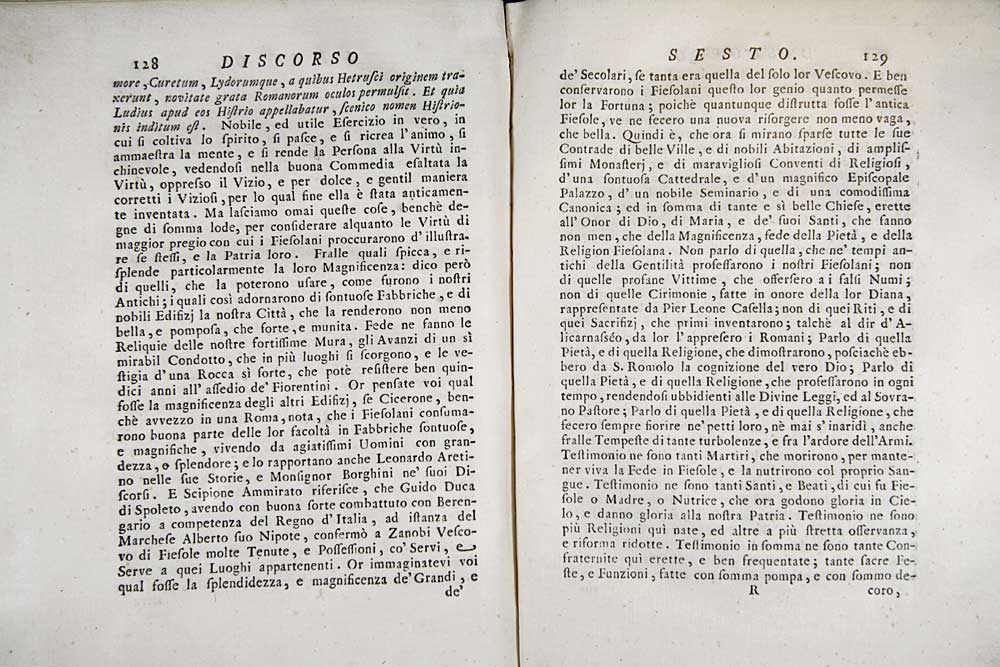 128 DISCORSO
more, Curetum, Lydorumque, a quibus Hetruſci originem tra-
xerunt, novitate grata Romanorum oculos permulſit. Et quia
Ludius apud eos Hiſtrio appellabatur, ſcenico nomen Hiſtrio-
nis inditum eſt. Nobile, ed utile Eſercizio in vero, in
cui ſi coltiva lo ſpirito, ſi paſce, e ſi ricrea l'animo, ſi
ammaeſtra la mente, e ſi rende la Perſona alla Virtù in-
chinevole, vedendoſi nella buona Commedia eſaltata la
Virtù, oppreſſo il Vizio, e per dolce, e gentil maniera
corretti i Vizioſi, per lo qual fine ella è ſtata anticamen-
te inventata. Ma laſciamo omai queſte coſe, benchè de-
gne di ſomma lode, per conſiderare alquanto le Virtù di
maggior pregio con cui i Fieſolani proccurarono d'illuſtra-
re ſe ſteſſi, e la Patria loro. Fralle quali ſpicca, e ri-
ſplende particolarmente la loro Magnificenza: dico però
di quelli, che la poterono uſare, come furono i noſtri
Antichi; i quali così adornarono di ſontuoſe Fabbriche, e di
nobili Edifizj la noſtra Città, che la renderono non meno
bella, e pompoſa, che forte, e munita. Fede ne fanno le
Reliquie delle noſtre fortiſſime Mura, gli Avanzi di un sì
mirabil Condotto, che in più luoghi ſi ſcorgono, e le ve-
ſtigia d'una Rocca sì forte, che potè reſiſtere ben quin-
dici anni all'aſſedio de' Fiorentini. Or penſate voi qual
foſſe la magnificenza degli altri Edifizj, ſe Cicerone, ben-
chè avvezzo in una Roma, nota, che i Fieſolani conſuma-
rono buona parte delle lor facoltà in Fabbriche ſontuoſe,
e magnifiche, vivendo da agiatiſſimi Uomini con gran-
dezza, e ſplendore; e lo rapportano anche Leonardo Areti-
no nelle ſue Storie, e Monſignor Borghini ne' ſuoi Di-
ſcorſi. E Scipione Ammirato riferiſce, che Guido Duca
di Spoleto, avendo con buona ſorte combattuto con Beren-
gario a competenza del Regno d'Italia, ad iſtanza del
Marcheſe Alberto ſuo Nipote, confermò a Zanobi Veſco-
vo di Fieſole molte Tenute, e Poſſeſſioni, co' Servi, e
Serve a quei Luoghi appartenenti. Or immaginatevi voi
qual foſſe la ſplendidezza, e magnificenza de' Grandi, e
de'
SESTO. 129
de' Secolari, ſe tanta era quella del ſolo lor Veſcovo. E ben
conſervarono i Fieſolani queſto lor genio quanto permeſſe
lor la Fortuna; poichè quantunque diſtrutta foſſe l'antica
Fieſole, ve ne fecero una nuova riſorgere non meno vaga,
che bella. Quindi è, che ora ſi mirano ſparſe tutte le ſue
Contrade di belle Ville, e di nobili Abitazioni, di ampliſ-
ſimi Monaſterj, e di maraviglioſi Conventi di Religioſi,
d'una ſontuoſa Cattedrale, e d'un magnifico Epiſcopale
Palazzo, d'un nobile Seminario, e di una comodiſſima
Canonica; ed in ſomma di tante e sì belle Chieſe, erette
all'Onor di Dio, di Maria, e de' ſuoi Santi, che fanno
non men, che della Magnificenza, fede della Pietà, e della
Religion Fieſolana. Non parlo di quella, che ne' tempi an-
tichi della Gentilità profeſſarono i noſtri Fieſolani; non
di quelle profane Vittime, che offerſero a i falſi Numi;
non di quelle Cirimonie, fatte in onore della lor Diana,
rappreſentate da Pier Leone Caſella; non di quei Riti, e di
quei Sacrifizj, che primi inventarono; talchè al dir d'A-
licarnaſſéo, da lor l'appreſero i Romani; Parlo di quella
Pietà, e di quella Religione, che dimoſtrarono, poſciachè eb-
bero da S. Romolo la cognizione del vero Dio; Parlo di
quella Pietà, e di quella Religione, che profeſſarono in ogni
tempo, rendendoſi ubbidienti alle Divine Leggi, ed al Sovra-
no Paſtore; Parlo di quella Pietà, e di quella Religione, che
fecero ſempre fiorire ne' petti loro, nè mai s'inaridì, anche
fralle Tempeſte di tante turbolenze, e fra l'ardore dell'Armi.
Teſtimonio ne ſono tanti Martiri, che morirono, per mante-
ner viva la Fede in Fieſole, e la nutrirono col proprio San-
gue. Teſtimonio ne ſono tanti Santi, e Beati, di cui fu Fie-
ſole o Madre, o Nutrice, che ora godono gloria in Cie-
lo, e danno gloria alla noſtra Patria. Teſtimonio ne ſono
più Religioni qui nate, ed altre a più ſtretta oſſervanza,
e riforma ridotte. Teſtimonio in ſomma ne ſono tante Con-
fraternite quì erette, e ben frequentate; tante ſacre Fe-
ſte, e Funzioni, fatte con ſomma pompa, e con ſommo de-
R coro,